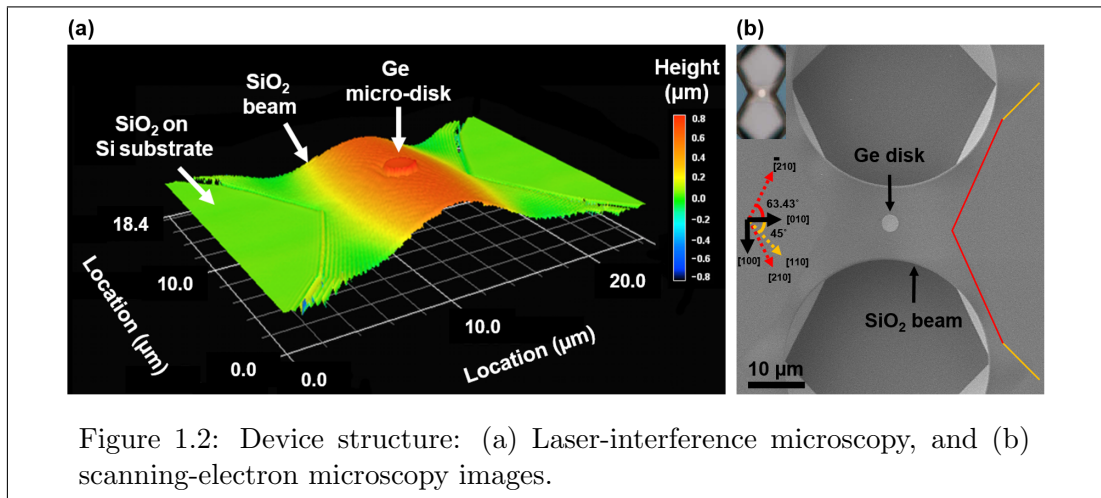 (a)
Ge
micro-disk
SiO2
beam
SiO2 on
Si substrate
Height
(µm)
0.8
0.6
0.4
0.2
0.0
-0.2
-0.4
-0.6
-0.8
18.4
10.0
0.0
Location (µm)
0.0
10.0
20.0
Location (µm)
(b)
Ge disk
[2̄10]
63.43°
[010]
45°
[100]
[110]
[210]
SiO2 beam
10 µm
Figure 1.2: Device structure: (a) Laser-interference microscopy, and (b)
scanning-electron microscopy images.